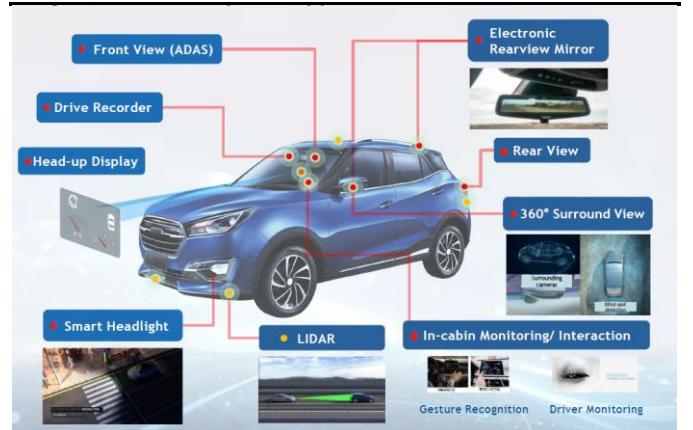 Front View (ADAS)
Electronic
Rearview Mirror
Drive Recorder
Head-up Display
Rear View
360° Surround View
Surrounding
cameras
Blind spot
detection
Smart Headlight
LIDAR
In-cabin Monitoring/ Interaction
Gesture Recognition
Driver Monitoring